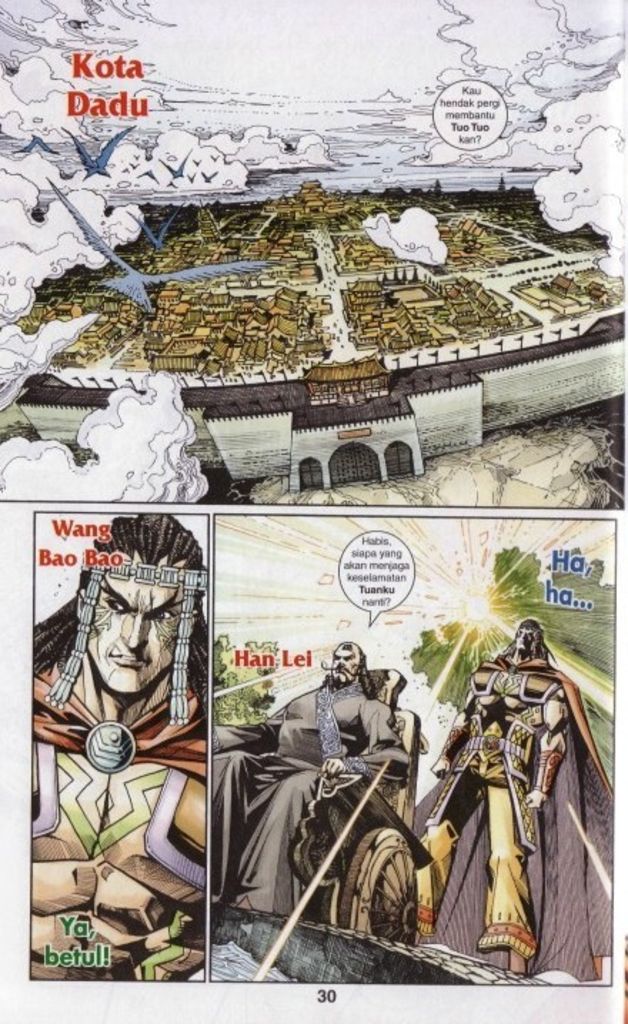 Kota
Dadu
Kau
hendak pergi
membantu
Tuo Tuo
kan?
Wang
Bao Bao
Ya,
betul!
Habis,
siapa yang
akan menjaga
keselamatan
Tuanku
nanti?
Han Lei
Ha,
ha...
30